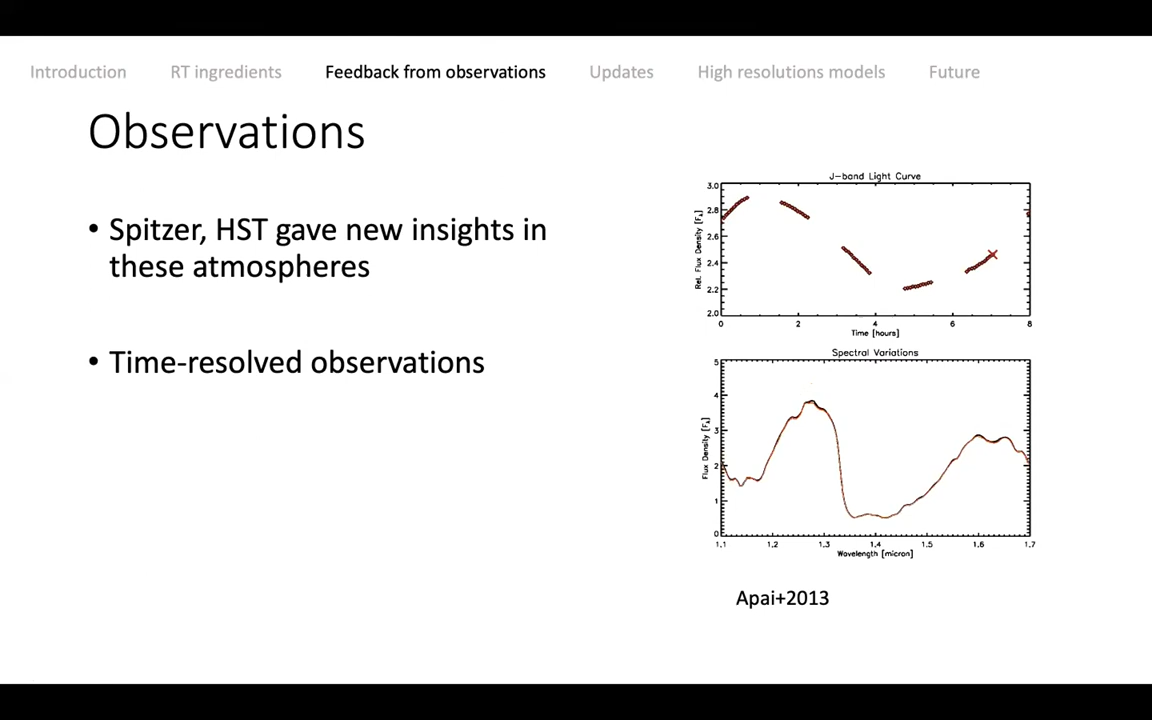 Introduction RT ingredients Feedback from observations Updates High resolutions models Future
Observations
• Spitzer, HST gave new insights in
these atmospheres
• Time-resolved observations
J-band Light Curve
Rel. Flux Density [Fλ]
3.0
2.8
2.6
2.4
2.2
2.0
0 2 4 6 8
Time [hours]
Spectral Variations
Flux Density [Fλ]
5
4
3
2
1
0
1.1 1.2 1.3 1.4 1.5 1.6 1.7
Wavelength [micron]
Apai+2013